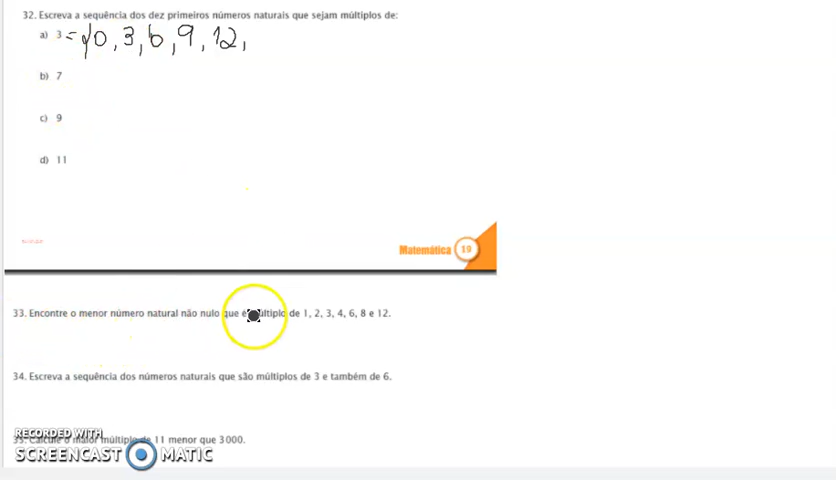 32. Escreva a sequência dos dez primeiros números naturais que sejam múltiplos de:
a) 3 = {0, 3, 6, 9, 12,
b) 7
c) 9
d) 11
Matemática 19
33. Encontre o menor número natural não nulo que é múltiplo de 1, 2, 3, 4, 6, 8 e 12.
34. Escreva a sequência dos números naturais que são múltiplos de 3 e também de 6.
35. Calcule o maior múltiplo de 11 menor que 3000.
RECORDED WITH
SCREENCAST MATIC